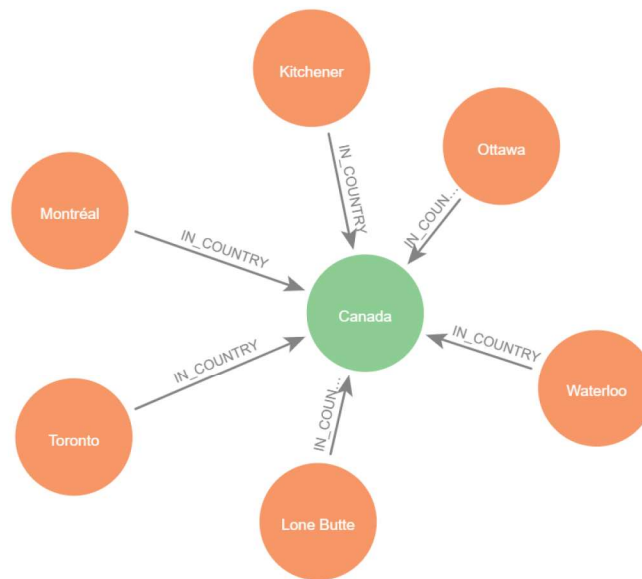 Kitchener
Ottawa
IN_COUNTRY
IN_COUN...
Montréal
IN_COUNTRY
Canada
IN_COUNTRY
IN_COUNTRY
Waterloo
IN_COUN...
Toronto
Lone Butte